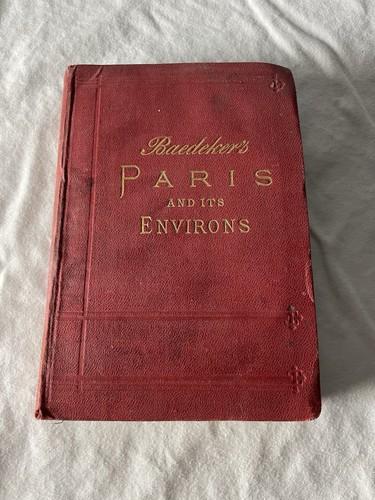 Baedeker's
PARIS
AND ITS
ENVIRONS